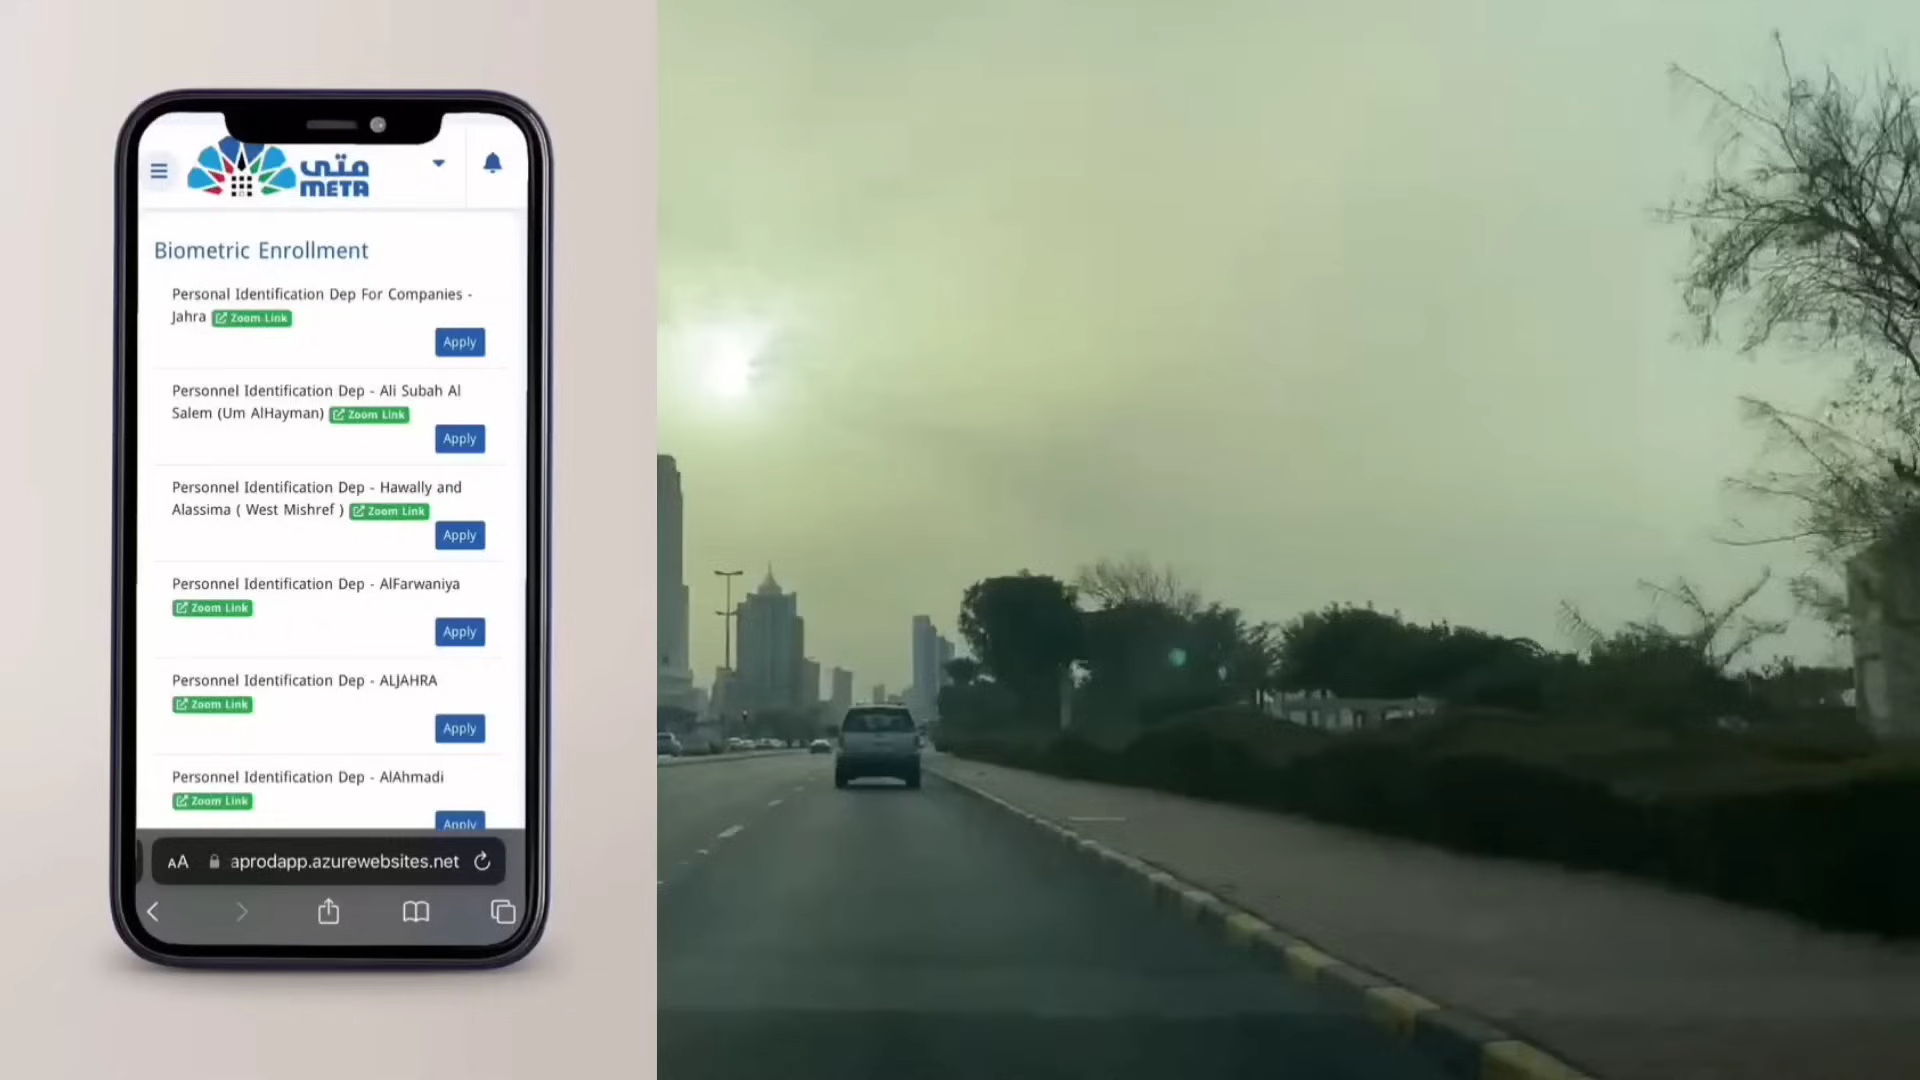 متى
META
Biometric Enrollment
Personal Identification Dep For Companies -
Jahra Zoom Link
Apply
Personnel Identification Dep - Ali Subah Al
Salem (Um AlHayman) Zoom Link
Apply
Personnel Identification Dep - Hawally and
Alassima ( West Mishref ) Zoom Link
Apply
Personnel Identification Dep - AlFarwaniya
Zoom Link
Apply
Personnel Identification Dep - ALJAHRA
Zoom Link
Apply
Personnel Identification Dep - AlAhmadi
Zoom Link
Apply
AA aprodapp.azurewebsites.net